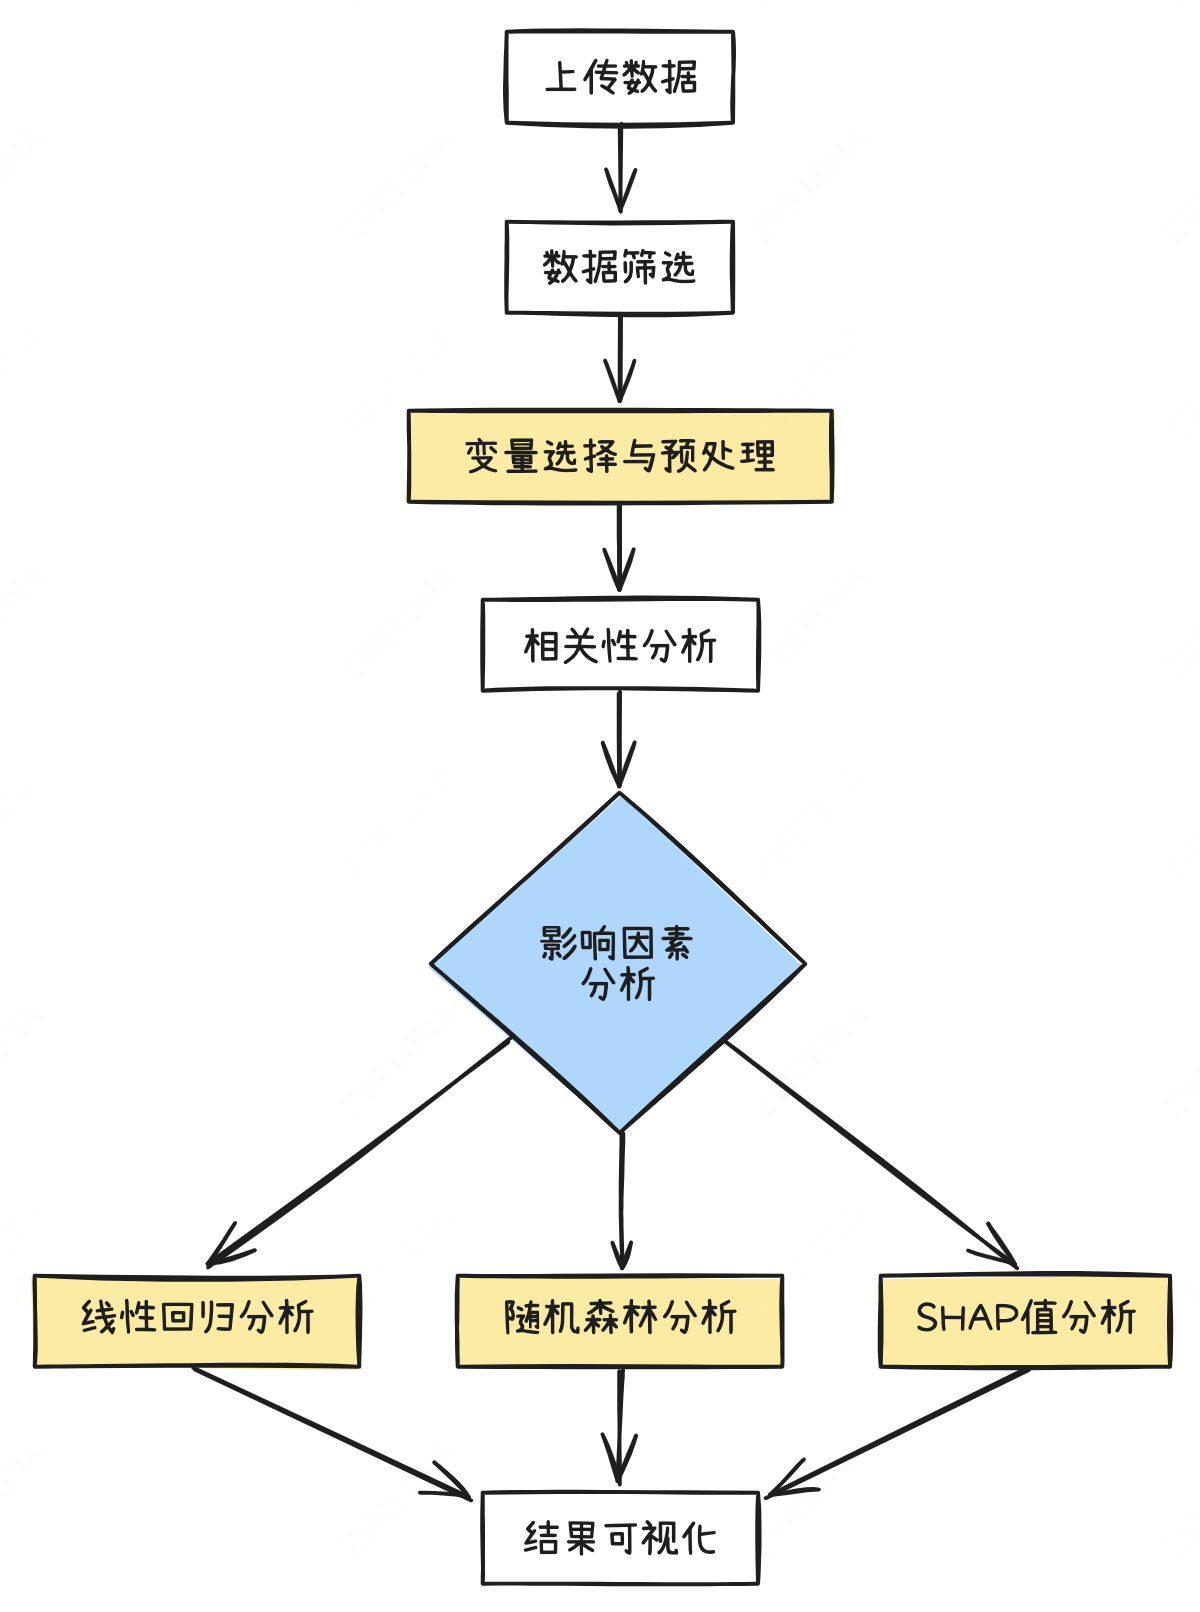 上传数据
数据筛选
变量选择与预处理
相关性分析
影响因素
分析
线性回归分析
随机森林分析
SHAP值分析
结果可视化